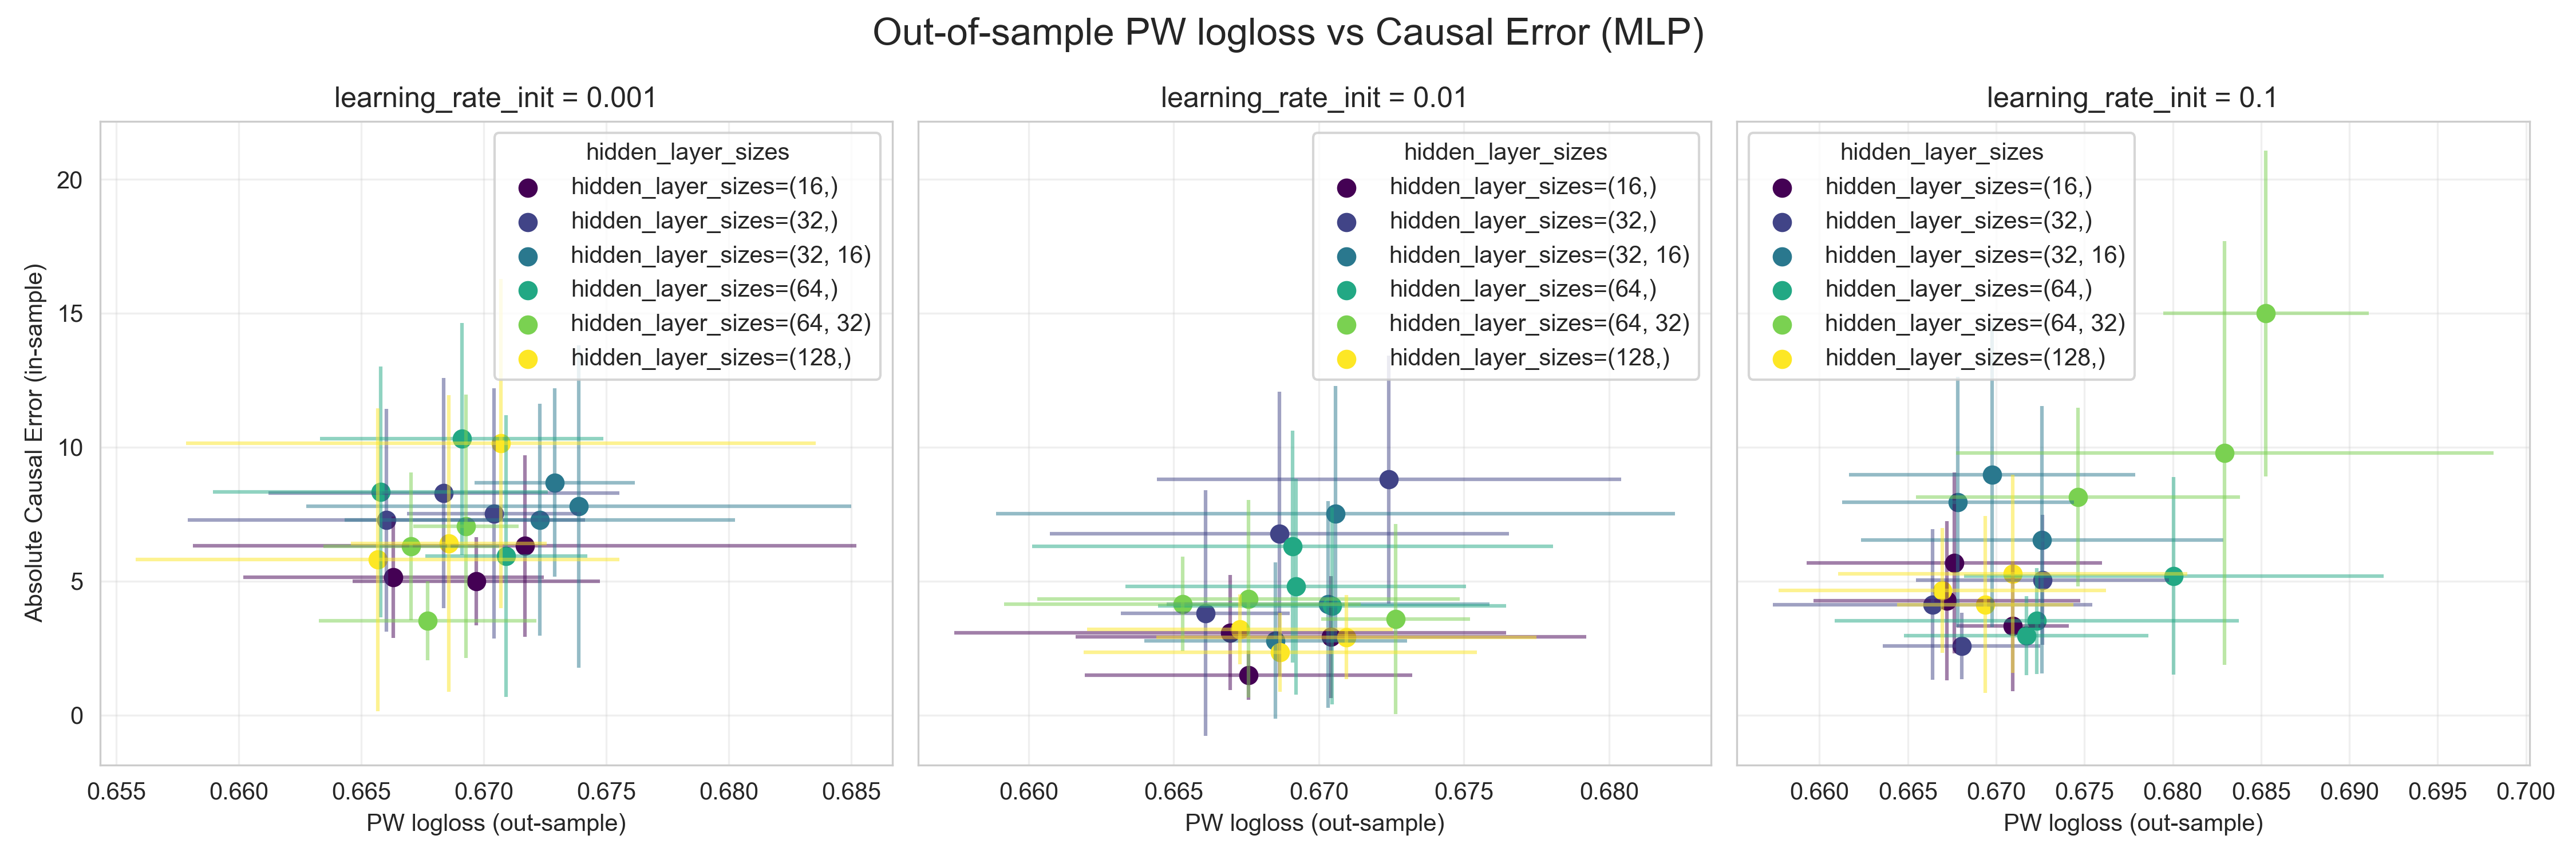 Out-of-sample PW logloss vs Causal Error (MLP)
learning_rate_init = 0.001
learning_rate_init = 0.01
learning_rate_init = 0.1
Absolute Causal Error (in-sample)
20
15
10
5
0
hidden_layer_sizes
hidden_layer_sizes=(16,)
hidden_layer_sizes=(32,)
hidden_layer_sizes=(32, 16)
hidden_layer_sizes=(64,)
hidden_layer_sizes=(64, 32)
hidden_layer_sizes=(128,)
0.655 0.660 0.665 0.670 0.675 0.680 0.685
PW logloss (out-sample)
hidden_layer_sizes
hidden_layer_sizes=(16,)
hidden_layer_sizes=(32,)
hidden_layer_sizes=(32, 16)
hidden_layer_sizes=(64,)
hidden_layer_sizes=(64, 32)
hidden_layer_sizes=(128,)
0.660 0.665 0.670 0.675 0.680
PW logloss (out-sample)
hidden_layer_sizes
hidden_layer_sizes=(16,)
hidden_layer_sizes=(32,)
hidden_layer_sizes=(32, 16)
hidden_layer_sizes=(64,)
hidden_layer_sizes=(64, 32)
hidden_layer_sizes=(128,)
0.660 0.665 0.670 0.675 0.680 0.685 0.690 0.695 0.700
PW logloss (out-sample)